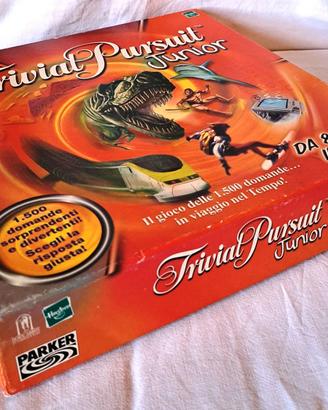 Trivial Pursuit
Junior
DA 8
Il gioco delle 1.500 domande...
in viaggio nel Tempo!
1.500
domande
sorprendenti
e divertenti!
Scegli la
risposta
giusta!
Trivial Pursuit
Junior
Hasbro
PARKER